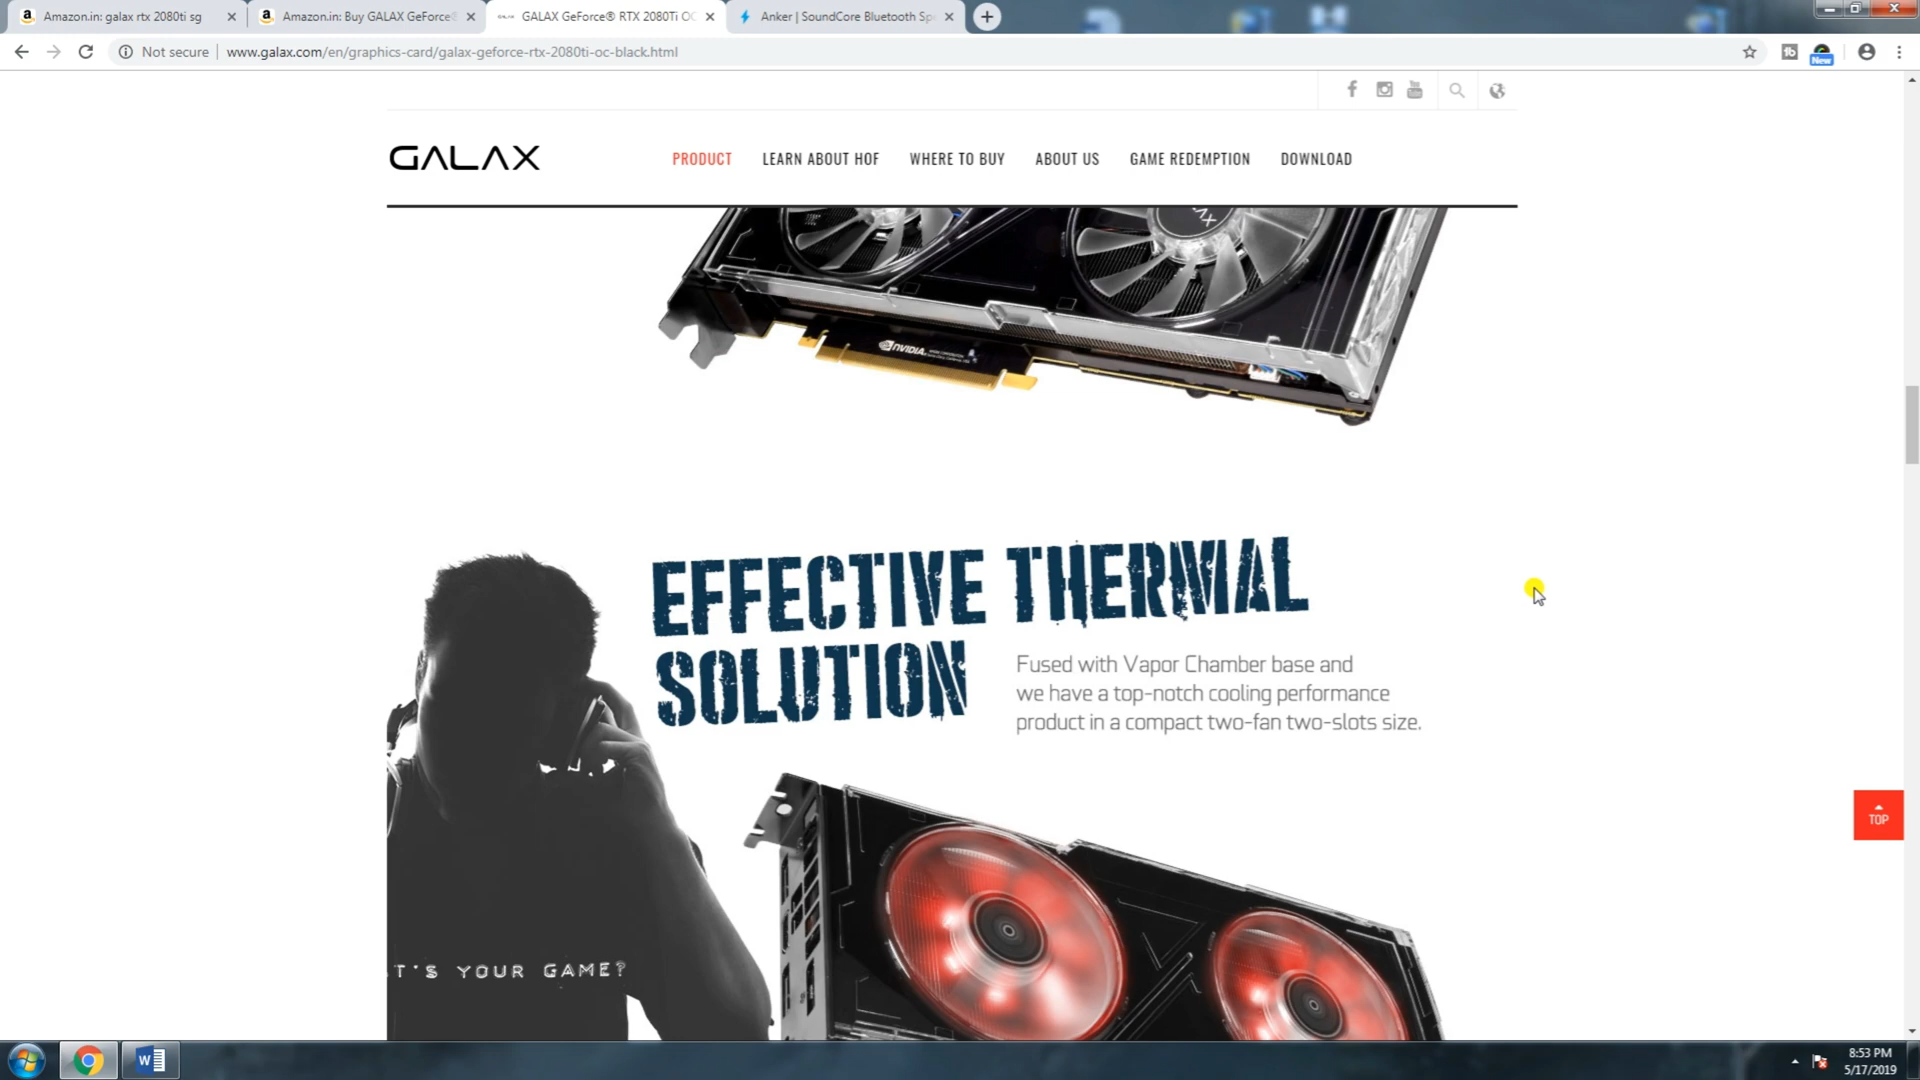 Amazon.in: galax rtx 2080ti sg
Amazon.in: Buy GALAX GeForce®
GALAX GeForce® RTX 2080Ti OC
Anker | SoundCore Bluetooth Sp
Not secure
www.galax.com/en/graphics-card/galax-geforce-rtx-2080ti-oc-black.html
New
GALAX
PRODUCT
LEARN ABOUT HOF
WHERE TO BUY
ABOUT US
GAME REDEMPTION
DOWNLOAD
NVIDIA
EFFECTIVE THERMAL
SOLUTION
Fused with Vapor Chamber base and
we have a top-notch cooling performance
product in a compact two-fan two-slots size.
TOP
T'S YOUR GAME?
8:53 PM
5/17/2019